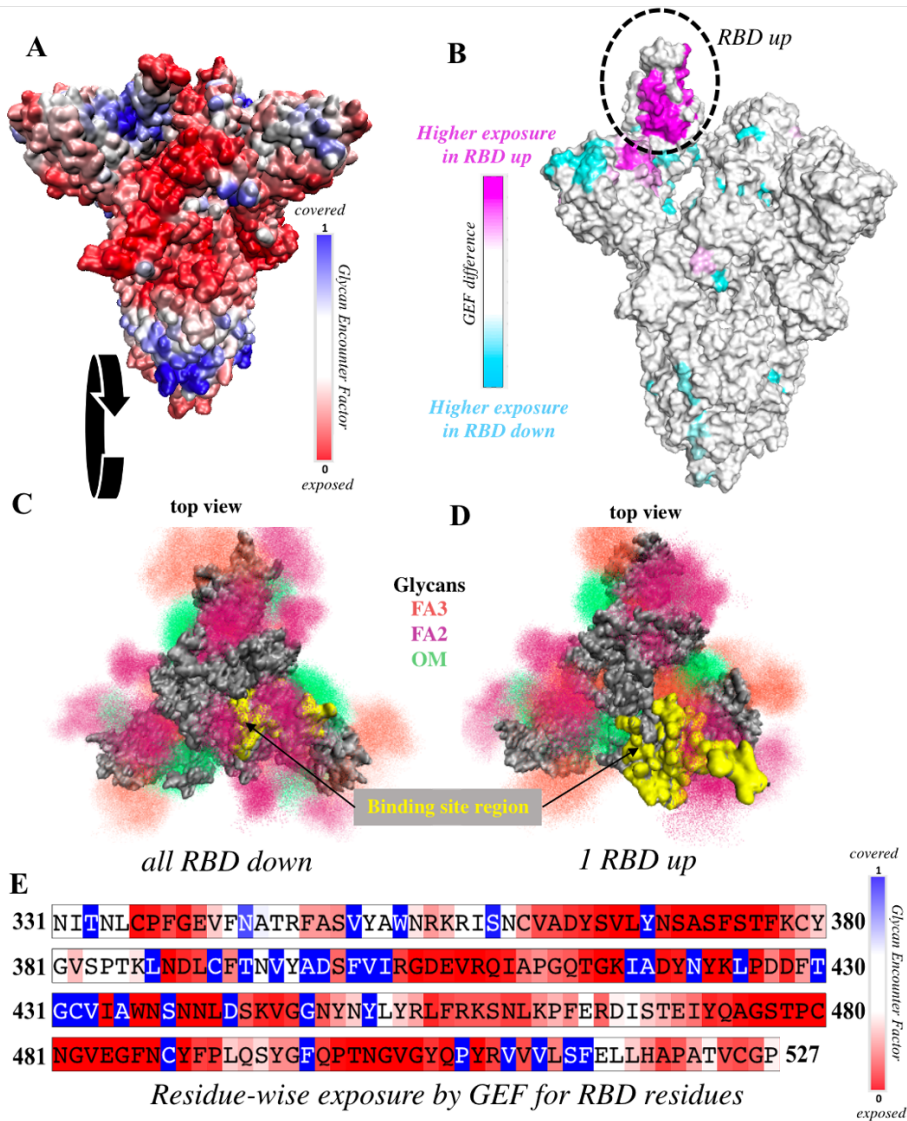 A
B
RBD up
Higher exposure
in RBD up
GEF difference
Higher exposure
in RBD down
covered
1
Glycan Encounter Factor
0
exposed
C
top view
D
top view
Glycans
FA3
FA2
OM
Binding site region
all RBD down
1 RBD up
E
331 NITNLCPFGEVFNATRFASVYAWNRKRISNCVADYSVLYNSASFSTFKCY 380
381 GVSPTKLNDLCFTNVYADSFVIRGDEVRQIAPGQTGKIADYNYKLPDDFT 430
431 GCVIAWNSNNLDSKVGGNYNYLYRLFRKSNLKPFERDISTEIYQAGSTPC 480
481 NGVEGFNCYFPLQSYGFQPTNGVGYQPYRVVVLSFELLHAPATVCGP 527
Residue-wise exposure by GEF for RBD residues
covered
1
Glycan Encounter Factor
0
exposed